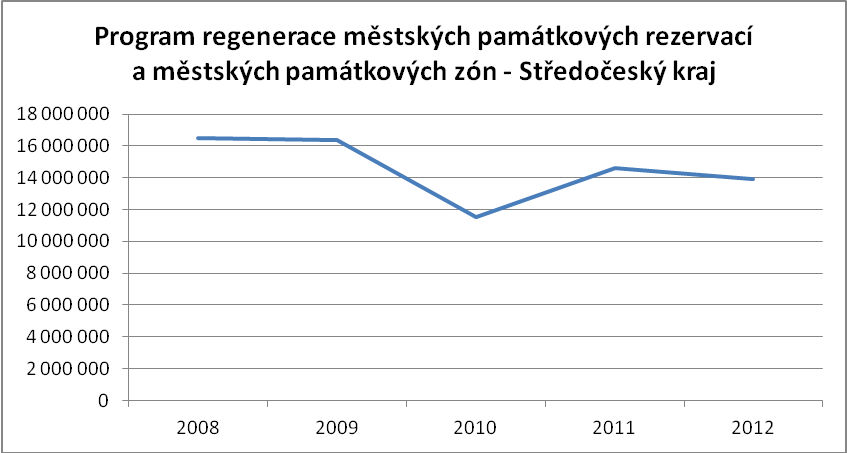 Program regenerace městských památkových rezervací
a městských památkových zón - Středočeský kraj
18 000 000
16 000 000
14 000 000
12 000 000
10 000 000
8 000 000
6 000 000
4 000 000
2 000 000
0
2008 2009 2010 2011 2012